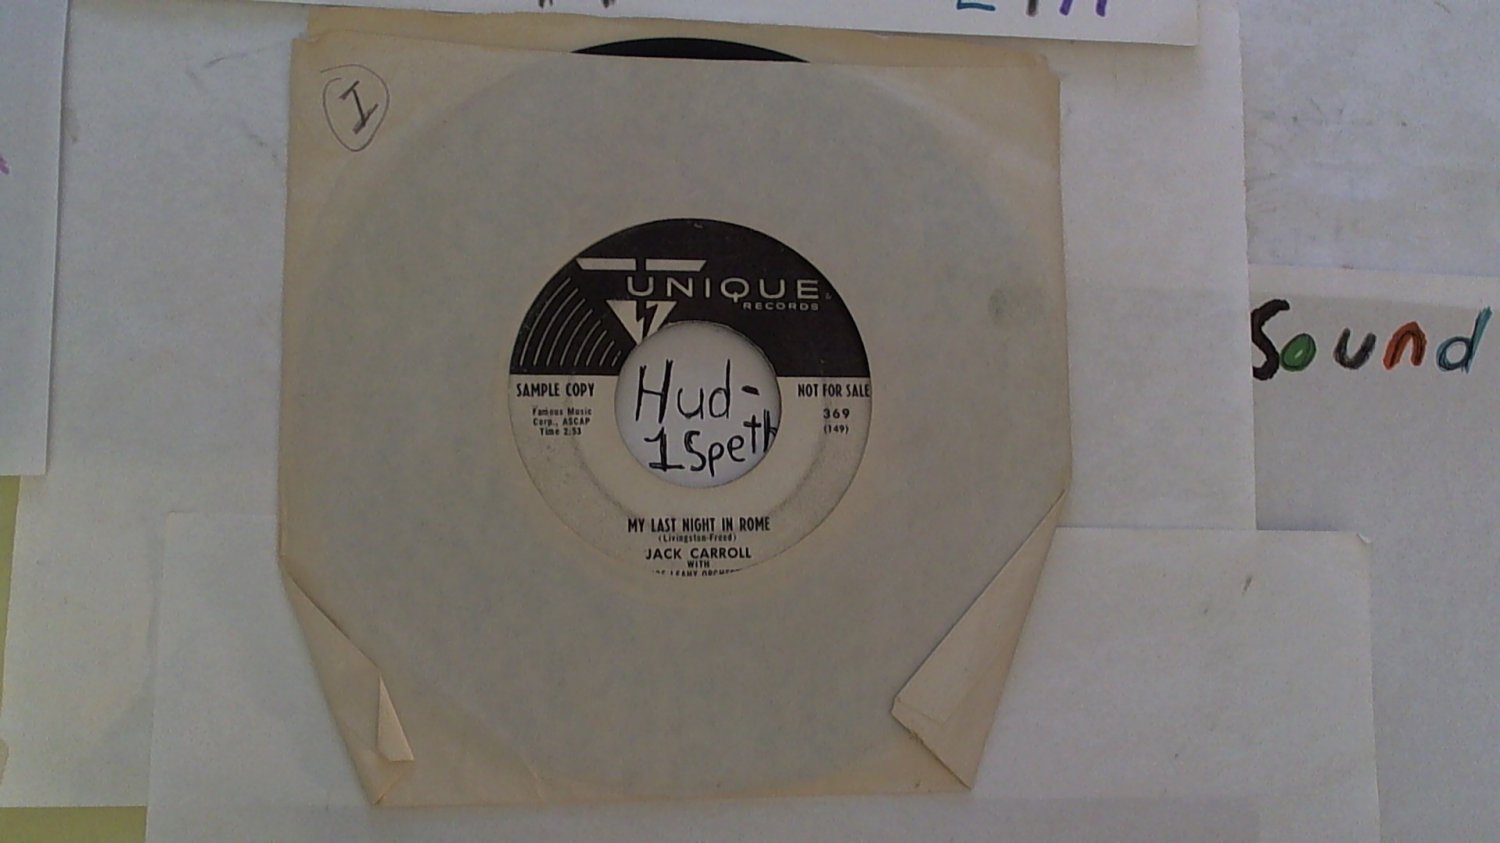 I
UNIQUE
RECORDS
SAMPLE COPY
NOT FOR SALE
Famous Music
Corp., ASCAP
Time 2:53
369
(149)
Hud-
1Speth
MY LAST NIGHT IN ROME
(Livingston-Freed)
JACK CARROLL
WITH
Sound